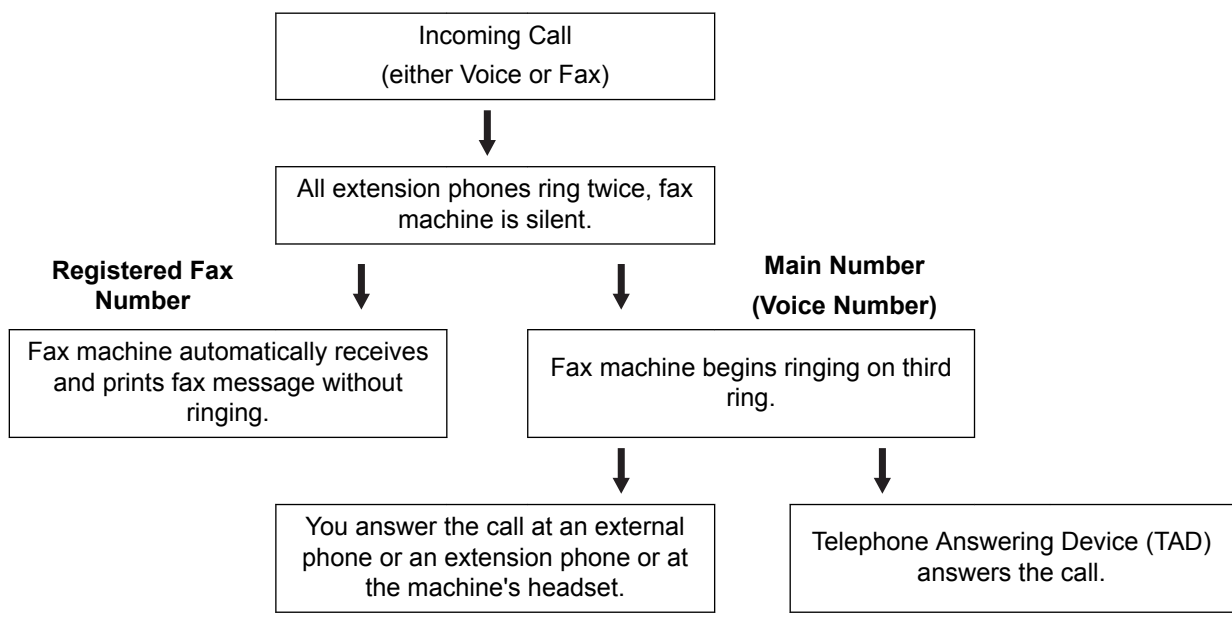 Incoming Call
(either Voice or Fax)
All extension phones ring twice, fax
machine is silent.
Registered Fax
Number
Main Number
(Voice Number)
Fax machine automatically receives
and prints fax message without
ringing.
Fax machine begins ringing on third
ring.
You answer the call at an external
phone or an extension phone or at
the machine's headset.
Telephone Answering Device (TAD)
answers the call.